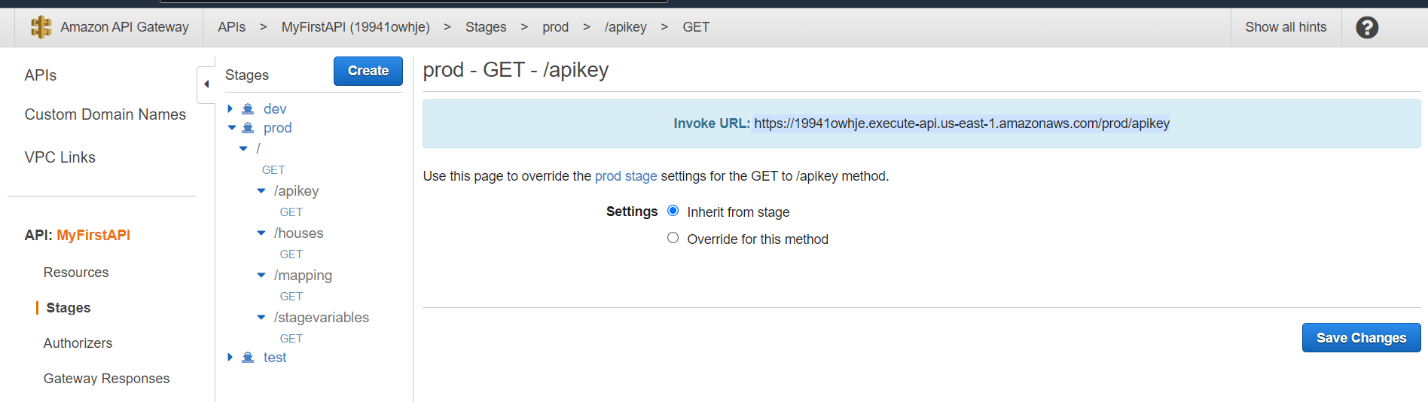 Amazon API Gateway
APIs > MyFirstAPI (19941owhje) > Stages > prod > /apikey > GET
Show all hints
?
APIs
Custom Domain Names
VPC Links
API: MyFirstAPI
Resources
Stages
Authorizers
Gateway Responses
Stages
Create
dev
prod
/
GET
/apikey
GET
/houses
GET
/mapping
GET
/stagevariables
GET
test
prod - GET - /apikey
Invoke URL: https://19941owhje.execute-api.us-east-1.amazonaws.com/prod/apikey
Use this page to override the prod stage settings for the GET to /apikey method.
Settings Inherit from stage
Override for this method
Save Changes